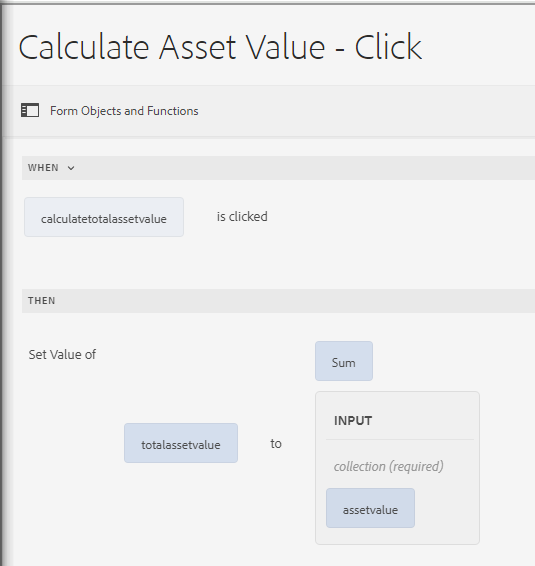 Calculate Asset Value - Click
Form Objects and Functions
WHEN
calculatetotalassetvalue is clicked
THEN
Set Value of
Sum
INPUT
totalassetvalue to
collection (required)
assetvalue